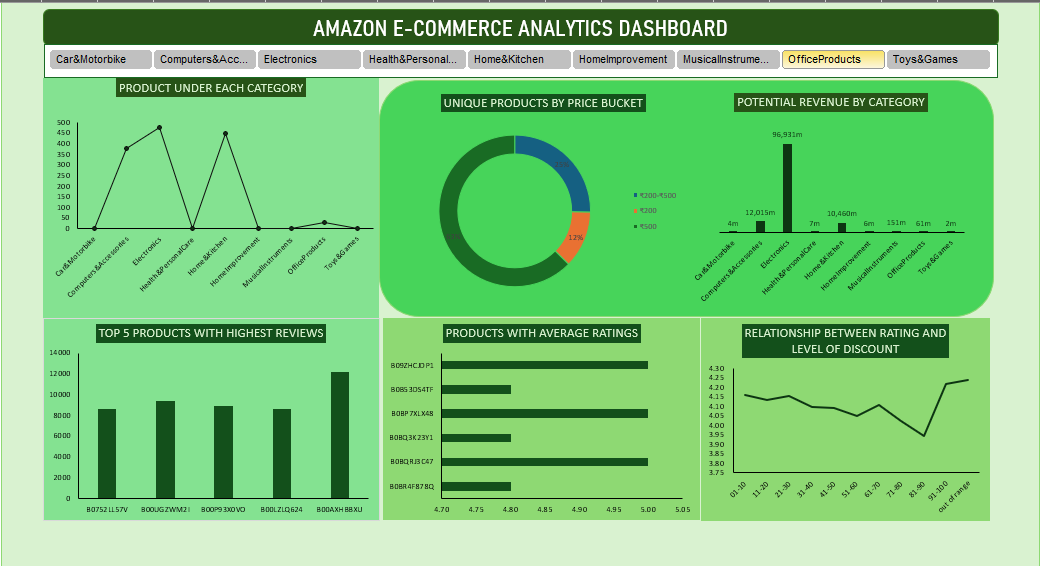 AMAZON E-COMMERCE ANALYTICS DASHBOARD
Car&Motorbike
Computers&Acc...
Electronics
Health&Personal...
Home&Kitchen
HomeImprovement
MusicalInstrume...
OfficeProducts
Toys&Games
PRODUCT UNDER EACH CATEGORY
500
450
400
350
300
250
200
150
100
50
0
Car&Motorbike
Computers&Accessories
Electronics
Health&PersonalCare
Home&Kitchen
HomeImprovement
MusicalInstruments
OfficeProducts
Toys&Games
UNIQUE PRODUCTS BY PRICE BUCKET
12%
₹200-₹500
₹200
₹500
POTENTIAL REVENUE BY CATEGORY
4m
12,015m
96,931m
7m
10,460m
6m
151m
61m
2m
Car&Motorbike
Computers&Accessories
Electronics
Health&PersonalCare
Home&Kitchen
HomeImprovement
MusicalInstruments
OfficeProducts
Toys&Games
TOP 5 PRODUCTS WITH HIGHEST REVIEWS
14000
12000
10000
8000
6000
4000
2000
0
B0752LL57V
B00UGZWM2I
B00P93X0VO
B00LZLQ624
B00AXHBBXU
PRODUCTS WITH AVERAGE RATINGS
B09ZHCJDP1
B0B53DS4TF
B0BP7XLX48
B0BQ3K23Y1
B0BQRJ3C47
B0BR4F878Q
4.70
4.75
4.80
4.85
4.90
4.95
5.00
5.05
RELATIONSHIP BETWEEN RATING AND
LEVEL OF DISCOUNT
4.30
4.25
4.20
4.15
4.10
4.05
4.00
3.95
3.90
3.85
3.80
3.75
01-10
11-20
21-30
31-40
41-50
51-60
61-70
71-80
81-90
91-100
out of range